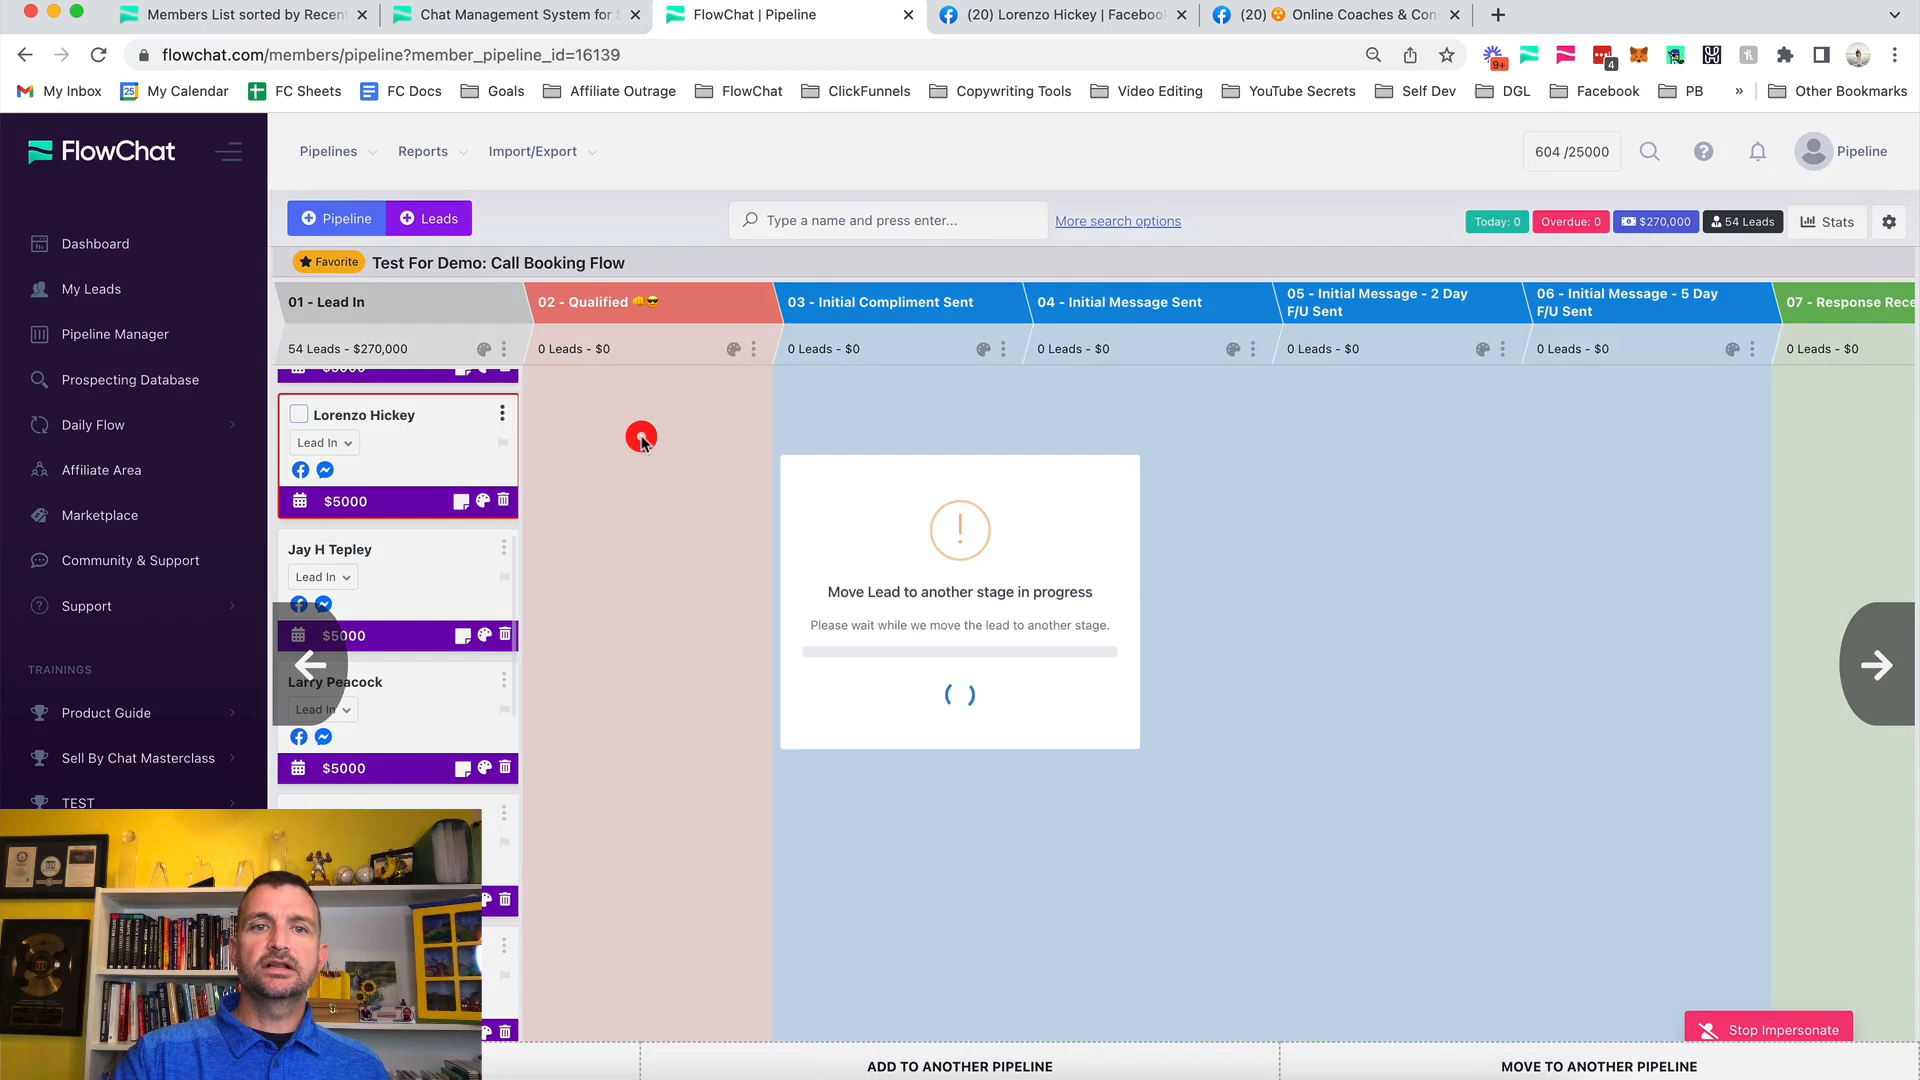 Members List sorted by Recen
Chat Management System for S
FlowChat | Pipeline
(20) Lorenzo Hickey | Facebook
(20) Online Coaches & Con
flowchat.com/members/pipeline?member_pipeline_id=16139
9+
4
My Inbox
25
My Calendar
FC Sheets
FC Docs
Goals
Affiliate Outrage
FlowChat
ClickFunnels
Copywriting Tools
Video Editing
YouTube Secrets
Self Dev
DGL
Facebook
PB
»
Other Bookmarks
FlowChat
Pipelines
Reports
Import/Export
604 /25000
Pipeline
Pipeline
Leads
Type a name and press enter...
More search options
Today: 0
Overdue: 0
$270,000
54 Leads
Stats
Favorite
Test For Demo: Call Booking Flow
Dashboard
My Leads
Pipeline Manager
Prospecting Database
Daily Flow
Affiliate Area
Marketplace
Community & Support
Support
TRAININGS
Product Guide
Sell By Chat Masterclass
TEST
01 - Lead In
02 - Qualified
03 - Initial Compliment Sent
04 - Initial Message Sent
05 - Initial Message - 2 Day
F/U Sent
06 - Initial Message - 5 Day
F/U Sent
07 - Response Rece
54 Leads - $270,000
0 Leads - $0
0 Leads - $0
0 Leads - $0
0 Leads - $0
0 Leads - $0
0 Leads - $0
$5000
Lorenzo Hickey
Lead In
$5000
Jay H Tepley
Lead In
$5000
Larry Peacock
Lead In
$5000
Move Lead to another stage in progress
Please wait while we move the lead to another stage.
Stop Impersonate
ADD TO ANOTHER PIPELINE
MOVE TO ANOTHER PIPELINE